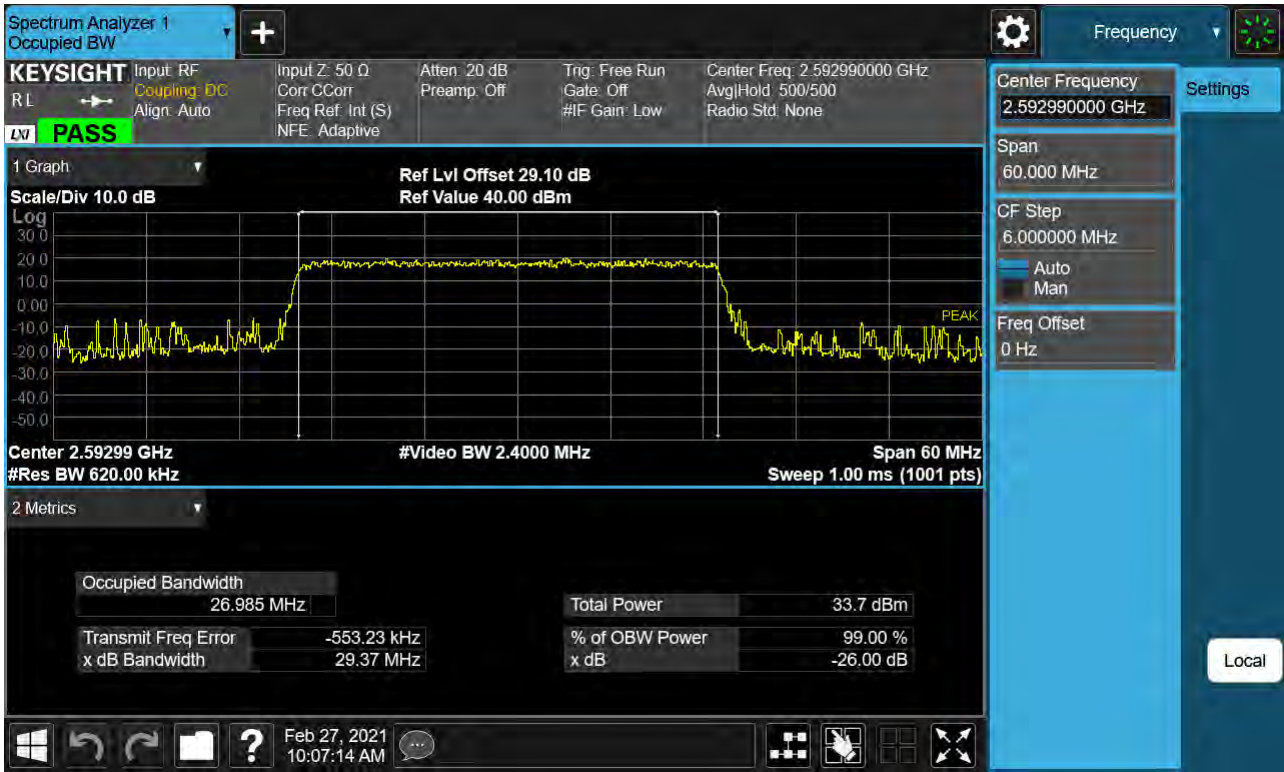 Spectrum Analyzer 1
Occupied BW
+
Frequency
KEYSIGHT
RL
LXI
PASS
Input: RF
Coupling: DC
Align: Auto
Input Z: 50 Ω
Corr CCorr
Freq Ref: Int (S)
NFE: Adaptive
Atten: 20 dB
Preamp: Off
Trig: Free Run
Gate: Off
#IF Gain: Low
Center Freq: 2.592990000 GHz
Avg|Hold: 500/500
Radio Std: None
Center Frequency
2.592990000 GHz
Settings
Span
60.000 MHz
CF Step
6.000000 MHz
Auto
Man
Freq Offset
0 Hz
Local
1 Graph
Scale/Div 10.0 dB
Ref Lvl Offset 29.10 dB
Ref Value 40.00 dBm
Log
30.0
20.0
10.0
0.00
-10.0
-20.0
-30.0
-40.0
-50.0
PEAK
Center 2.59299 GHz
#Video BW 2.4000 MHz
Span 60 MHz
#Res BW 620.00 kHz
Sweep 1.00 ms (1001 pts)
2 Metrics
Occupied Bandwidth
26.985 MHz
Total Power 33.7 dBm
Transmit Freq Error -553.23 kHz
% of OBW Power 99.00 %
x dB Bandwidth 29.37 MHz
x dB -26.00 dB
?
Feb 27, 2021
10:07:14 AM